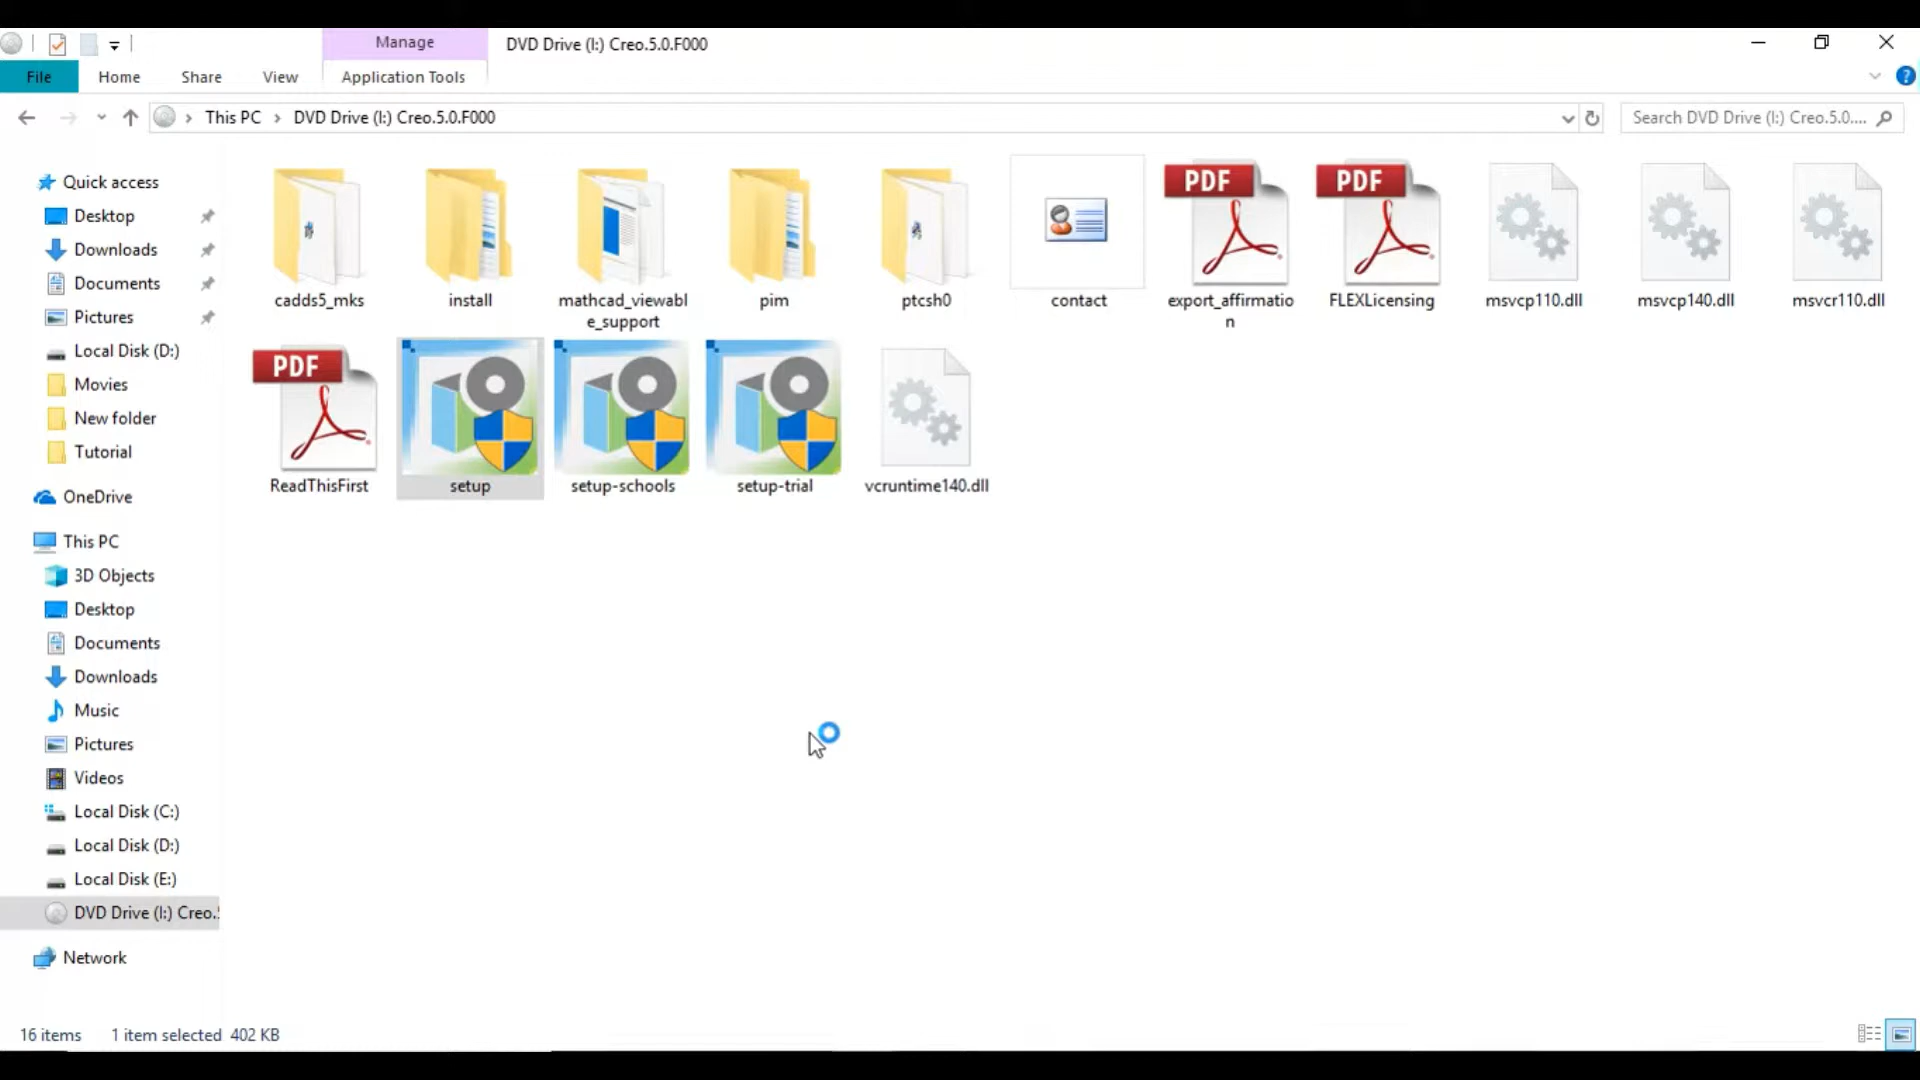 Manage
DVD Drive (I:) Creo.5.0.F000
File
Home
Share
View
Application Tools
This PC
DVD Drive (I:) Creo.5.0.F000
Search DVD Drive (I:) Creo.5.0....
Quick access
Desktop
Downloads
Documents
Pictures
Local Disk (D:)
Movies
New folder
Tutorial
OneDrive
This PC
3D Objects
Desktop
Documents
Downloads
Music
Pictures
Videos
Local Disk (C:)
Local Disk (D:)
Local Disk (E:)
DVD Drive (I:) Creo.
Network
cadds5_mks
install
mathcad_viewabl
e_support
pim
ptcsh0
contact
PDF
export_affirmatio
n
PDF
FLEXLicensing
msvcp110.dll
msvcp140.dll
msvcr110.dll
PDF
ReadThisFirst
setup
setup-schools
setup-trial
vcruntime140.dll
16 items
1 item selected 402 KB